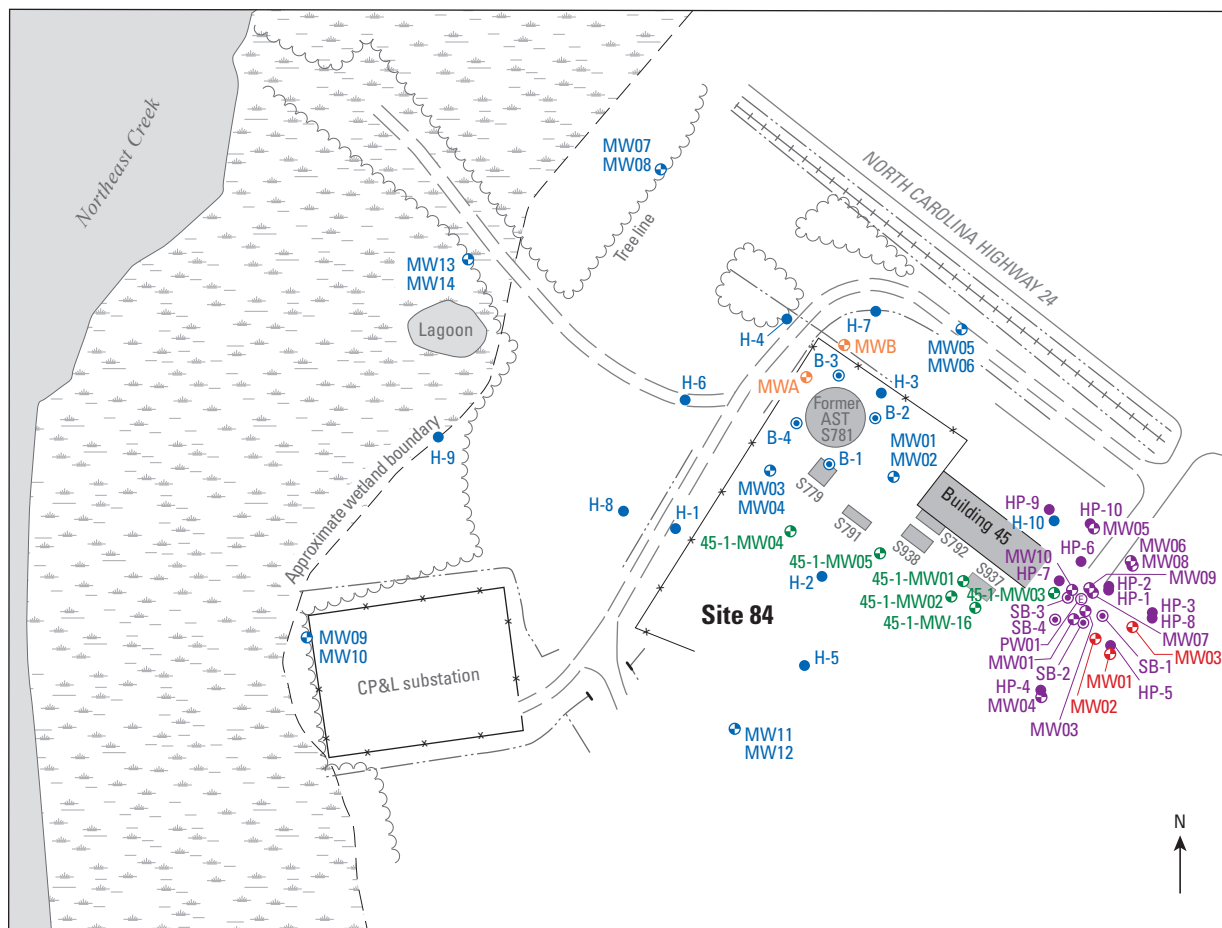 Northeast Creek
MW07
MW08
NORTH CAROLINA HIGHWAY 24
Tree line
MW13
MW14
Lagoon
H-4
H-7
MWB
MW05
MW06
B-3
MWA
H-6
H-3
Former
AST
S781
B-2
B-4
Approximate wetland boundary
H-9
MW01
MW02
B-1
MW03
MW04
S779
Building 45
HP-9
H-10
HP-10
MW05
H-8
H-1
S791
45-1-MW04
S938
S792
45-1-MW05
MW10
HP-6
MW06
MW08
MW09
HP-7
S937
H-2
45-1-MW01
45-1-MW03
HP-2
HP-1
45-1-MW02
E
HP-3
HP-8
45-1-MW-16
SB-3
SB-4
Site 84
MW07
PW01
MW01
MW03
MW09
MW10
SB-2
SB-1
CP&L substation
H-5
HP-4
MW04
MW01
HP-5
MW02
MW03
MW11
MW12
N